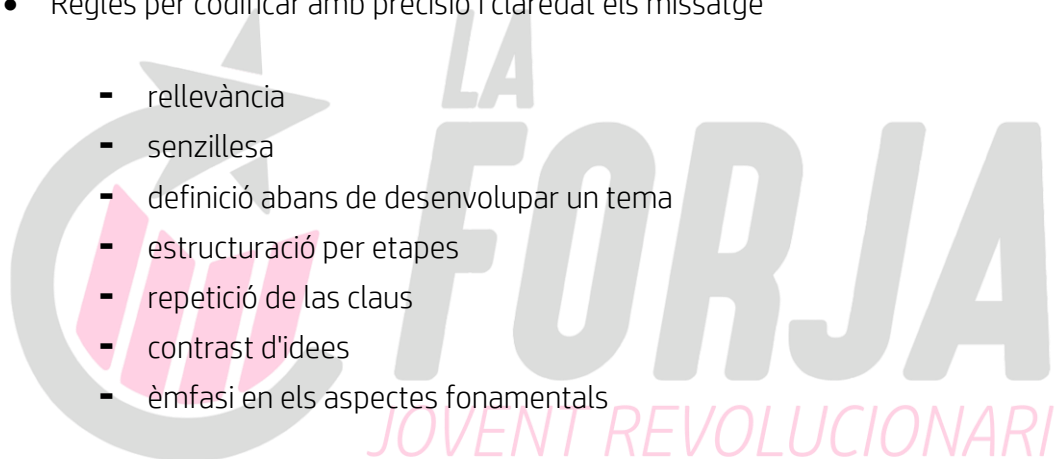 • Regles per codificar amb precisió i claredat els missatge
- rellevància
- senzillesa
- definició abans de desenvolupar un tema
- estructuració per etapes
- repetició de las claus
- contrast d'idees
- èmfasi en els aspectes fonamentals
LA
FORJA
JOVENT REVOLUCIONARI